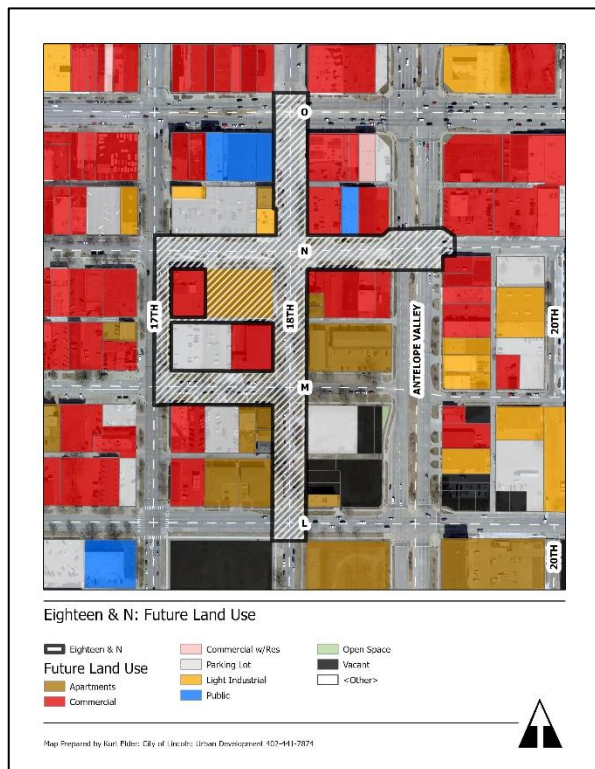 O
N
17TH
18TH
ANTELOPE VALLEY
20TH
M
L
20TH
Eighteen & N: Future Land Use
Eighteen & N
Future Land Use
Apartments
Commercial
Commercial w/Res
Parking Lot
Light Industrial
Public
Open Space
Vacant
<Other>
Map Prepared by Kurt Elder: City of Lincoln: Urban Development 402-441-7874